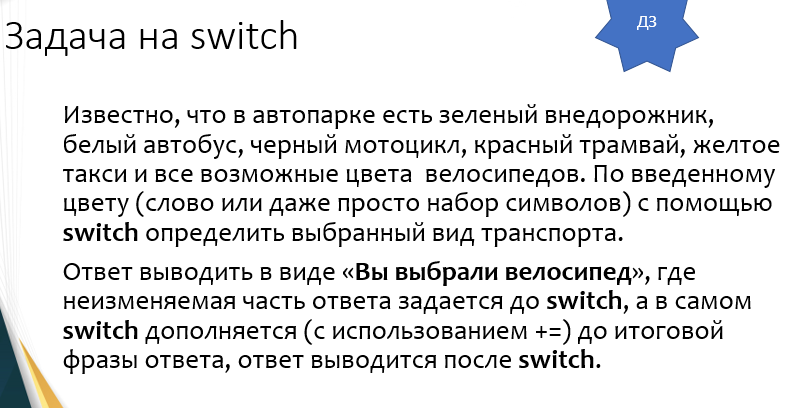 Задача на switch
ДЗ
Известно, что в автопарке есть зеленый внедорожник,
белый автобус, черный мотоцикл, красный трамвай, желтое
такси и все возможные цвета велосипедов. По введенному
цвету (слово или даже просто набор символов) с помощью
switch определить выбранный вид транспорта.
Ответ выводить в виде «Вы выбрали велосипед», где
неизменяемая часть ответа задается до switch, а в самом
switch дополняется (с использованием +=) до итоговой
фразы ответа, ответ выводится после switch.